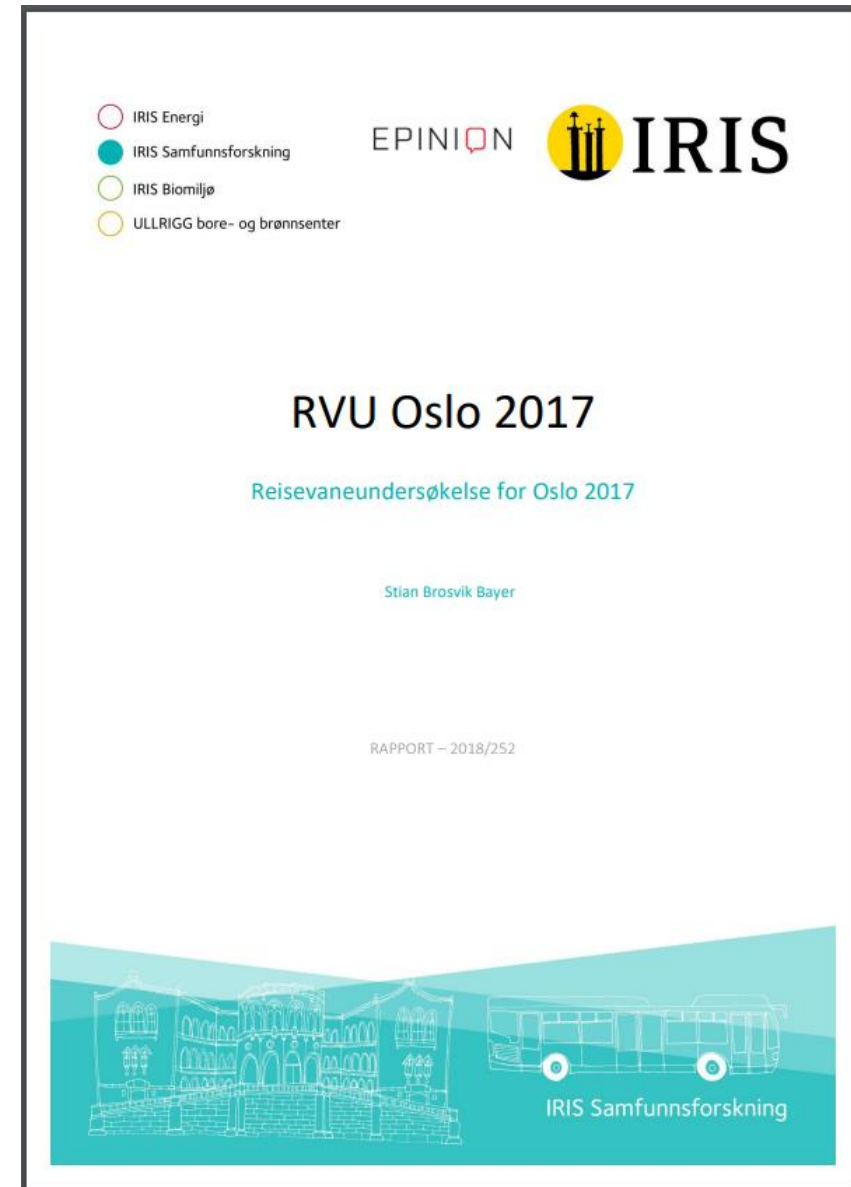 IRIS Energi
IRIS Samfunnsforskning
IRIS Biomiljø
ULLRIGG bore- og brønnsenter
EPINION
IRIS
RVU Oslo 2017
Reisevaneundersøkelse for Oslo 2017
Stian Brosvik Bayer
RAPPORT – 2018/252
IRIS Samfunnsforskning